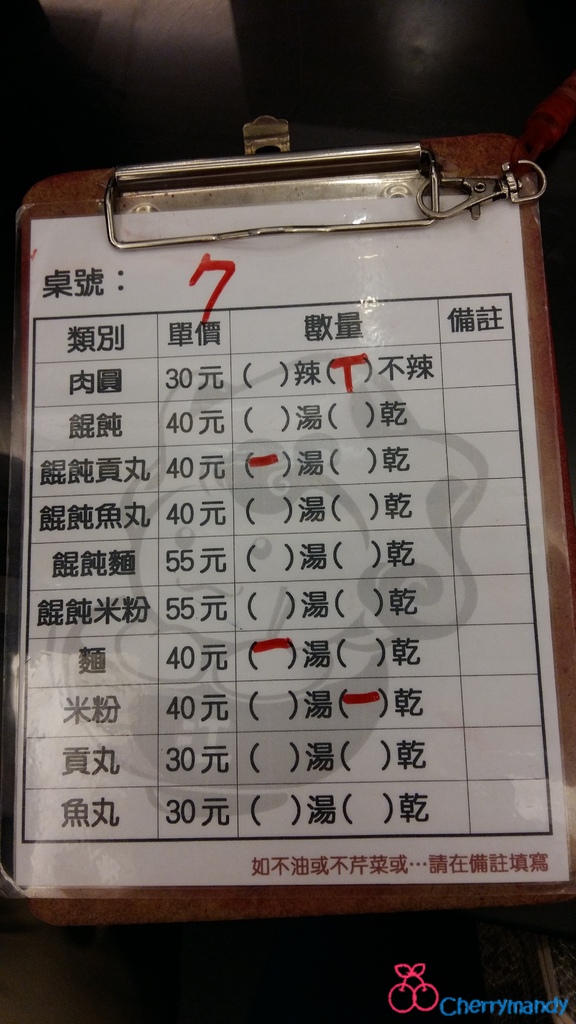 桌號： 7
類別 單價 數量 備註
肉圓 30元 ( )辣(丅)不辣
餛飩 40元 ( )湯( )乾
餛飩貢丸 40元 (一)湯( )乾
餛飩魚丸 40元 ( )湯( )乾
餛飩麵 55元 ( )湯( )乾
餛飩米粉 55元 ( )湯( )乾
麵 40元 (一)湯( )乾
米粉 40元 ( )湯(一)乾
貢丸 30元 ( )湯( )乾
魚丸 30元 ( )湯( )乾
如不油或不芹菜或…請在備註填寫
Cherrymandy